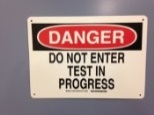 DANGER
DO NOT ENTER
TEST IN
PROGRESS